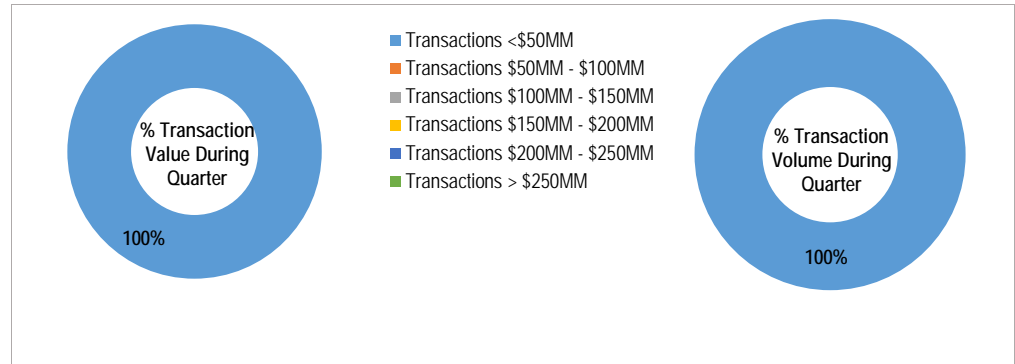 % Transaction
Value During
Quarter
100%
Transactions <$50MM
Transactions $50MM - $100MM
Transactions $100MM - $150MM
Transactions $150MM - $200MM
Transactions $200MM - $250MM
Transactions > $250MM
% Transaction
Volume During
Quarter
100%